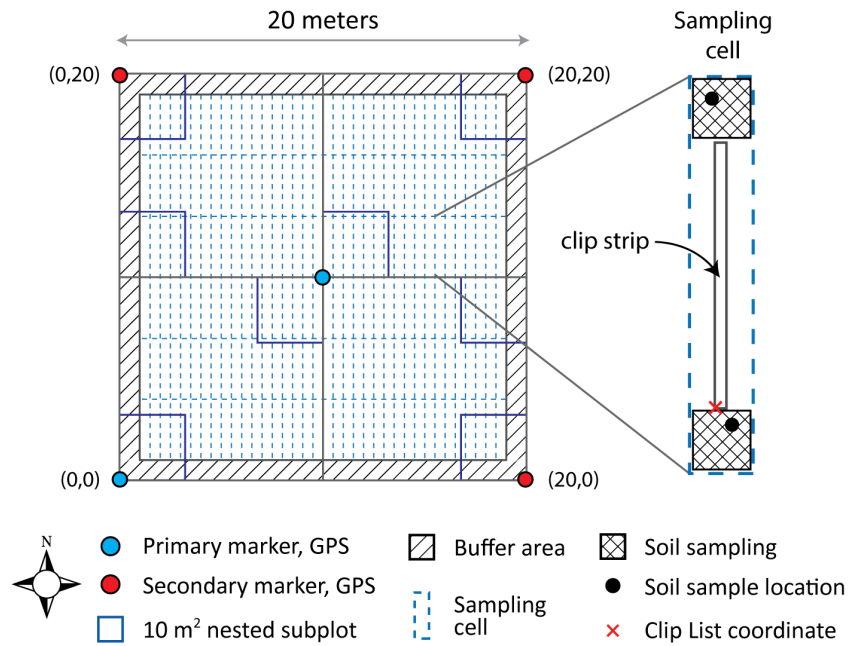 20 meters
Sampling
cell
(0,20)
(20,20)
clip strip
(0,0)
(20,0)
N
Primary marker, GPS
Buffer area
Soil sampling
Secondary marker, GPS
Sampling
cell
Soil sample location
10 m² nested subplot
Clip List coordinate